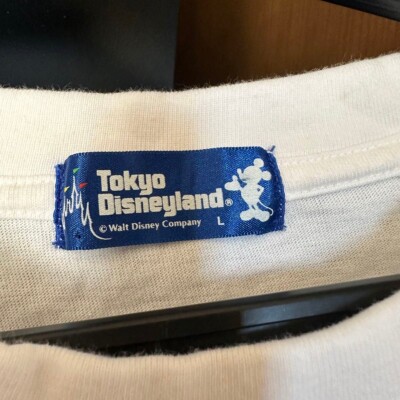 Tokyo
Disneyland®
© Walt Disney Company L